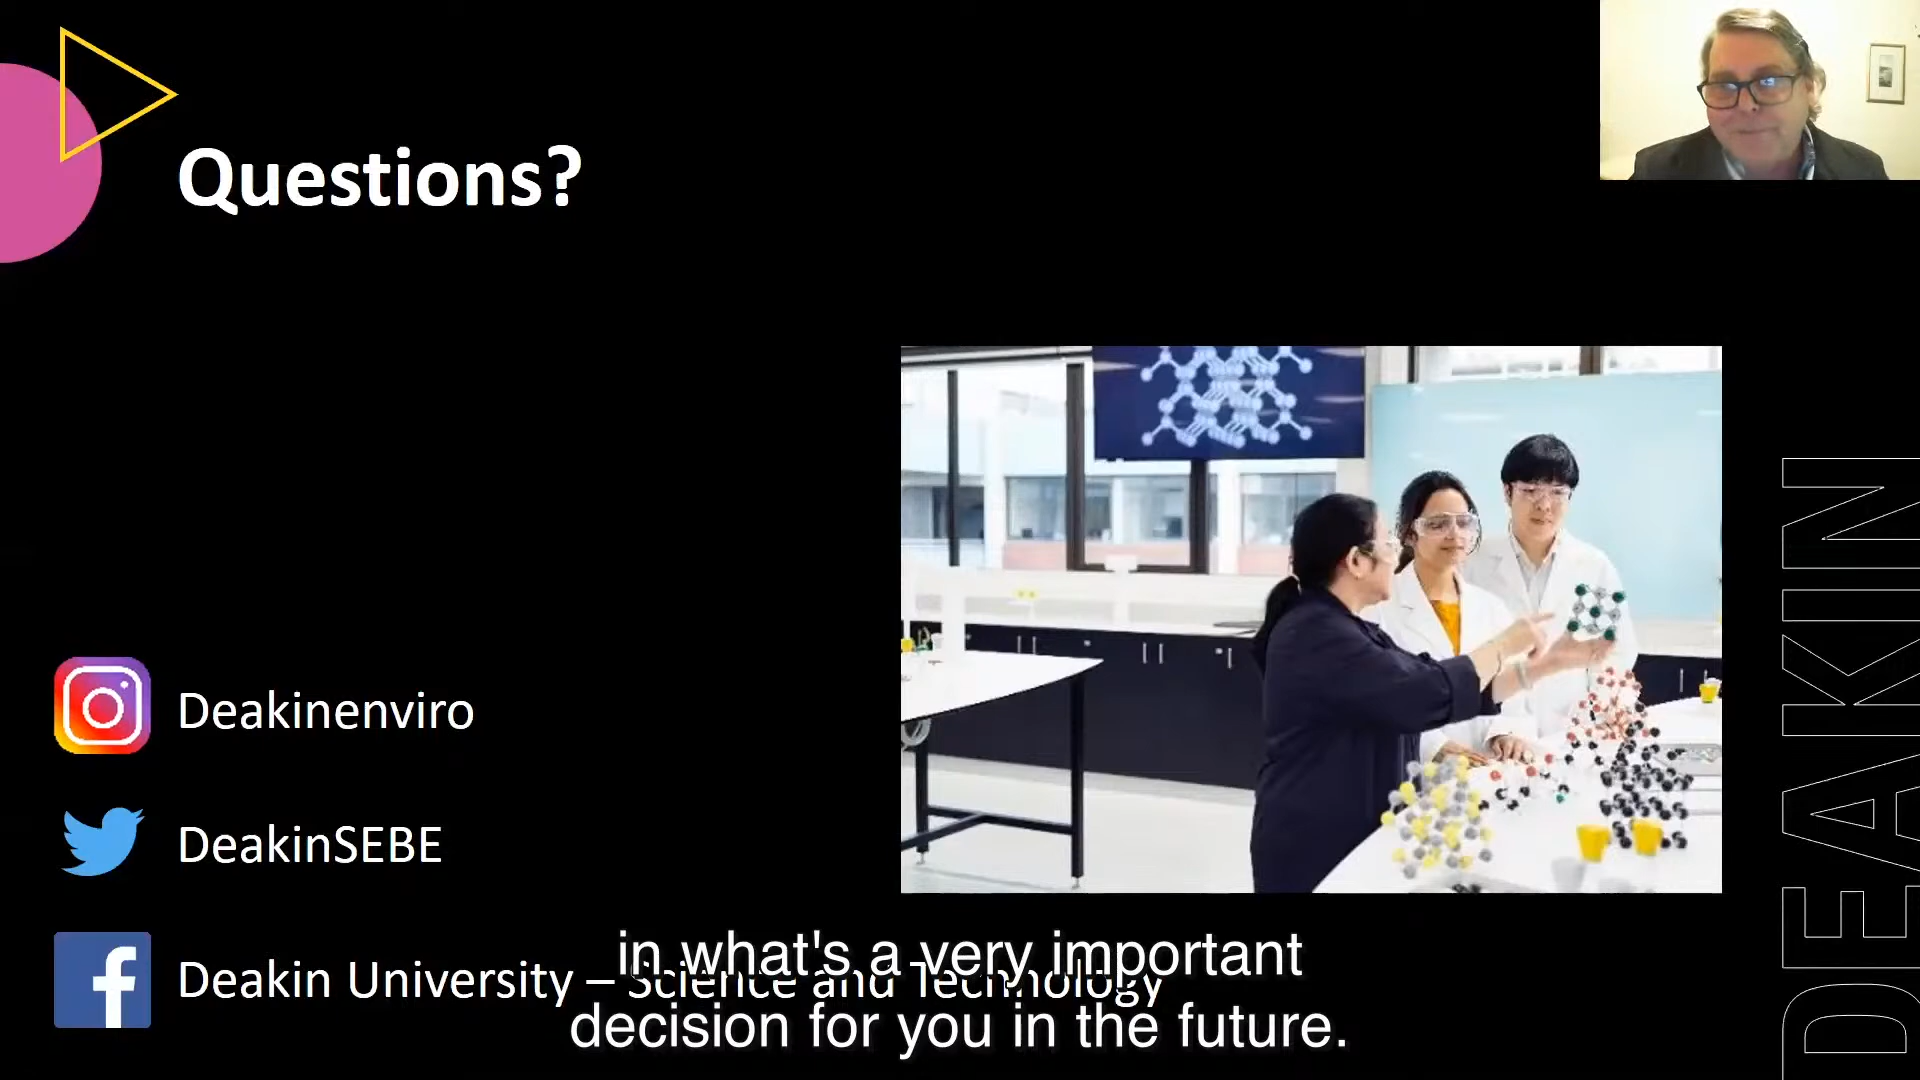 Questions?
Deakinenviro
DeakinSEBE
Deakin University – Science and Technology
in what's a very important
decision for you in the future.
DEAKIN